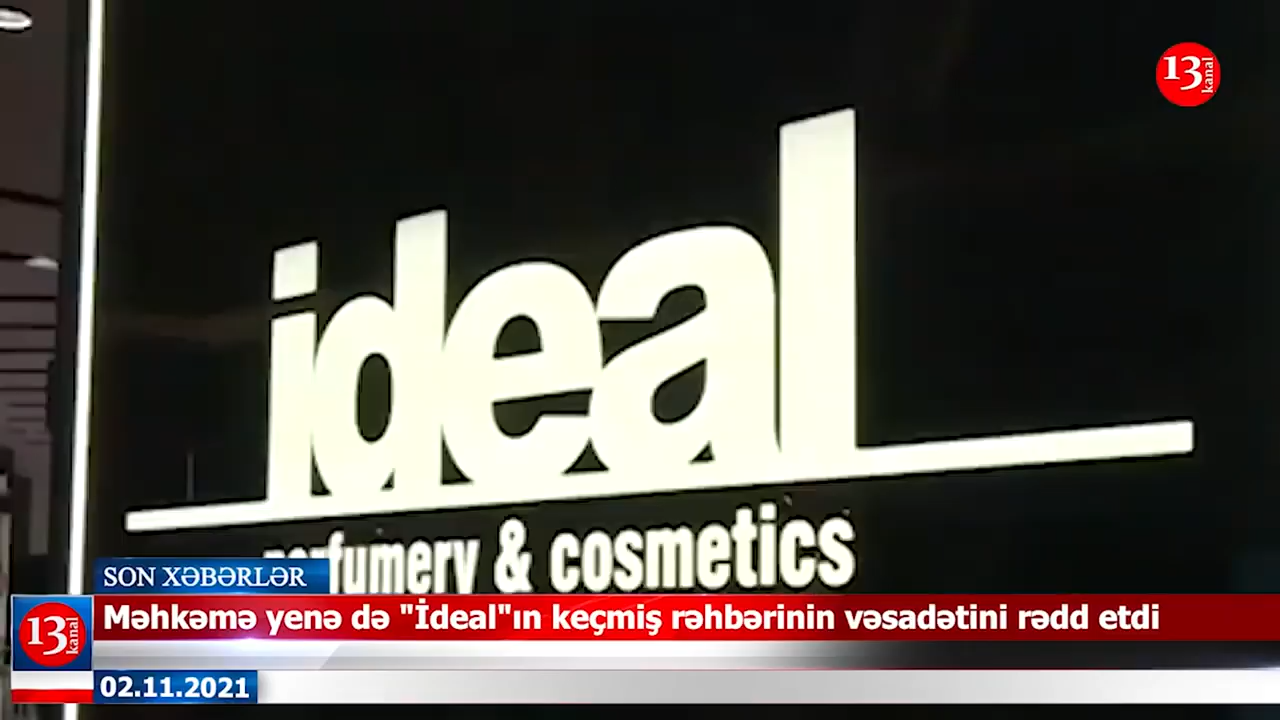 13 kanal
ideal
perfumery & cosmetics
SON XƏBƏRLƏR
Məhkəmə yenə də "İdeal"ın keçmiş rəhbərinin vəsadətini rədd etdi
13 kanal
02.11.2021